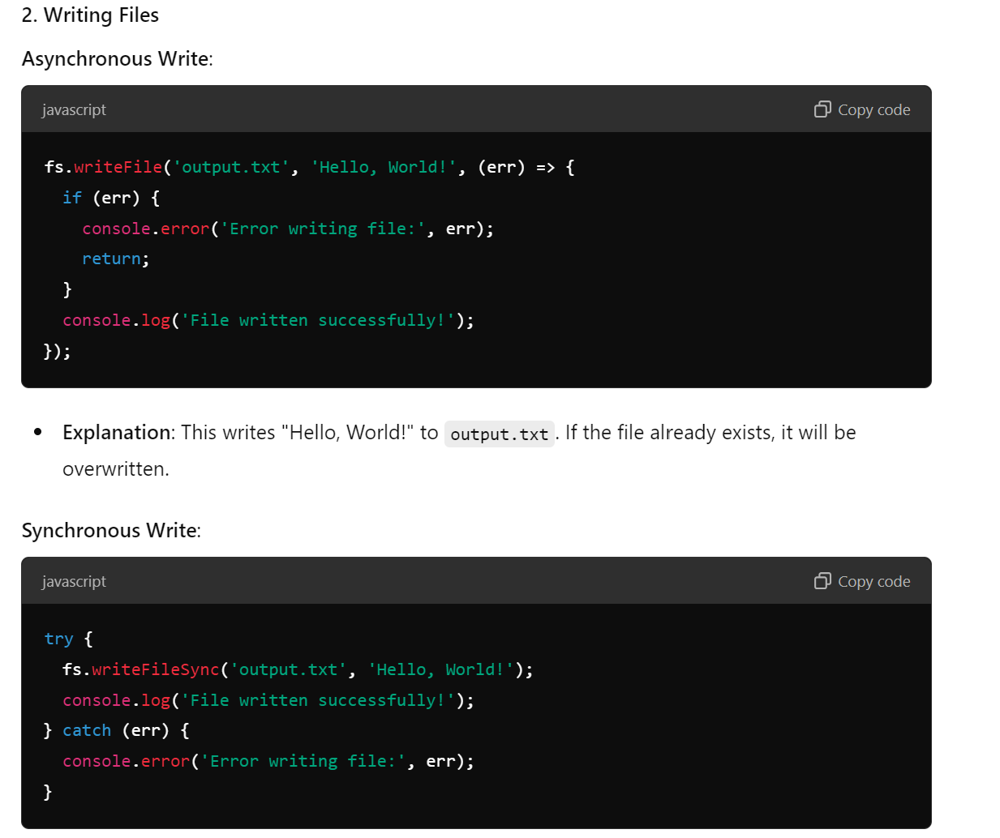 2. Writing Files
Asynchronous Write:
javascript
Copy code
fs.writeFile('output.txt', 'Hello, World!', (err) => {
  if (err) {
    console.error('Error writing file:', err);
    return;
  }
  console.log('File written successfully!');
});
• Explanation: This writes "Hello, World!" to output.txt. If the file already exists, it will be
overwritten.
Synchronous Write:
javascript
Copy code
try {
  fs.writeFileSync('output.txt', 'Hello, World!');
  console.log('File written successfully!');
} catch (err) {
  console.error('Error writing file:', err);
}